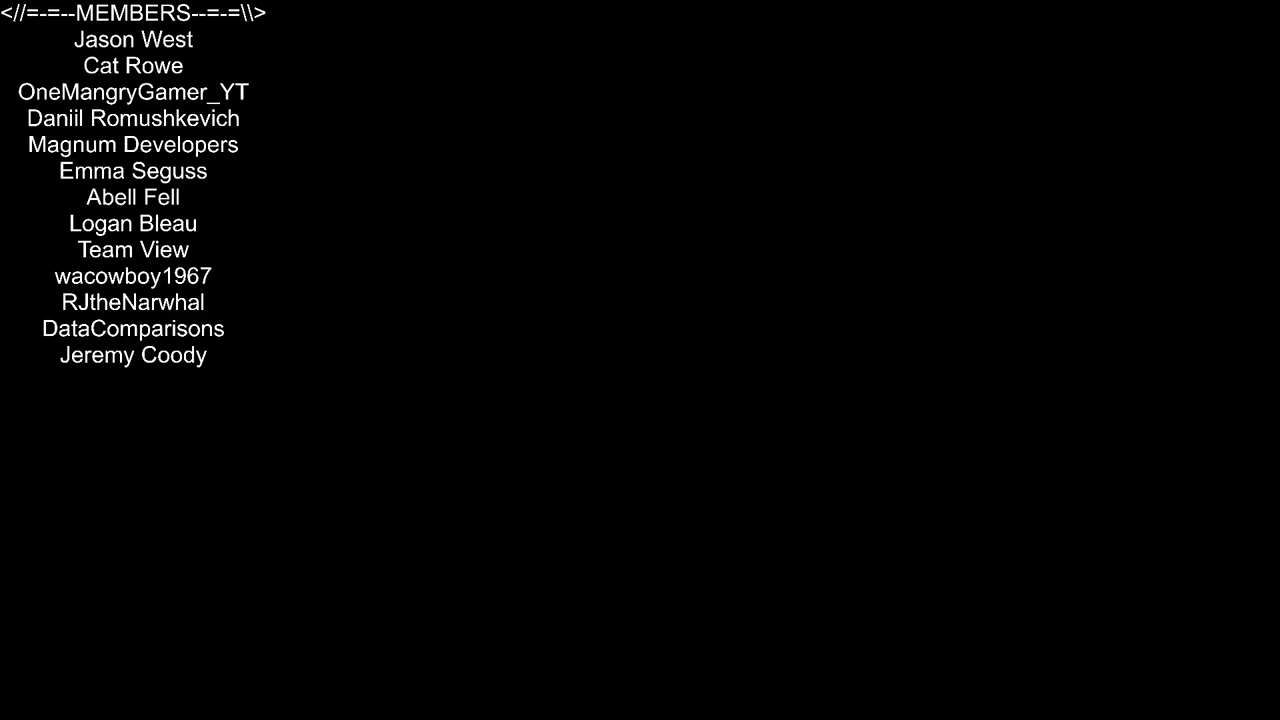 <//=-=--MEMBERS--=-=\\>
Jason West
Cat Rowe
OneMangryGamer_YT
Daniil Romushkevich
Magnum Developers
Emma Seguss
Abell Fell
Logan Bleau
Team View
wacowboy1967
RJtheNarwhal
DataComparisons
Jeremy Coody